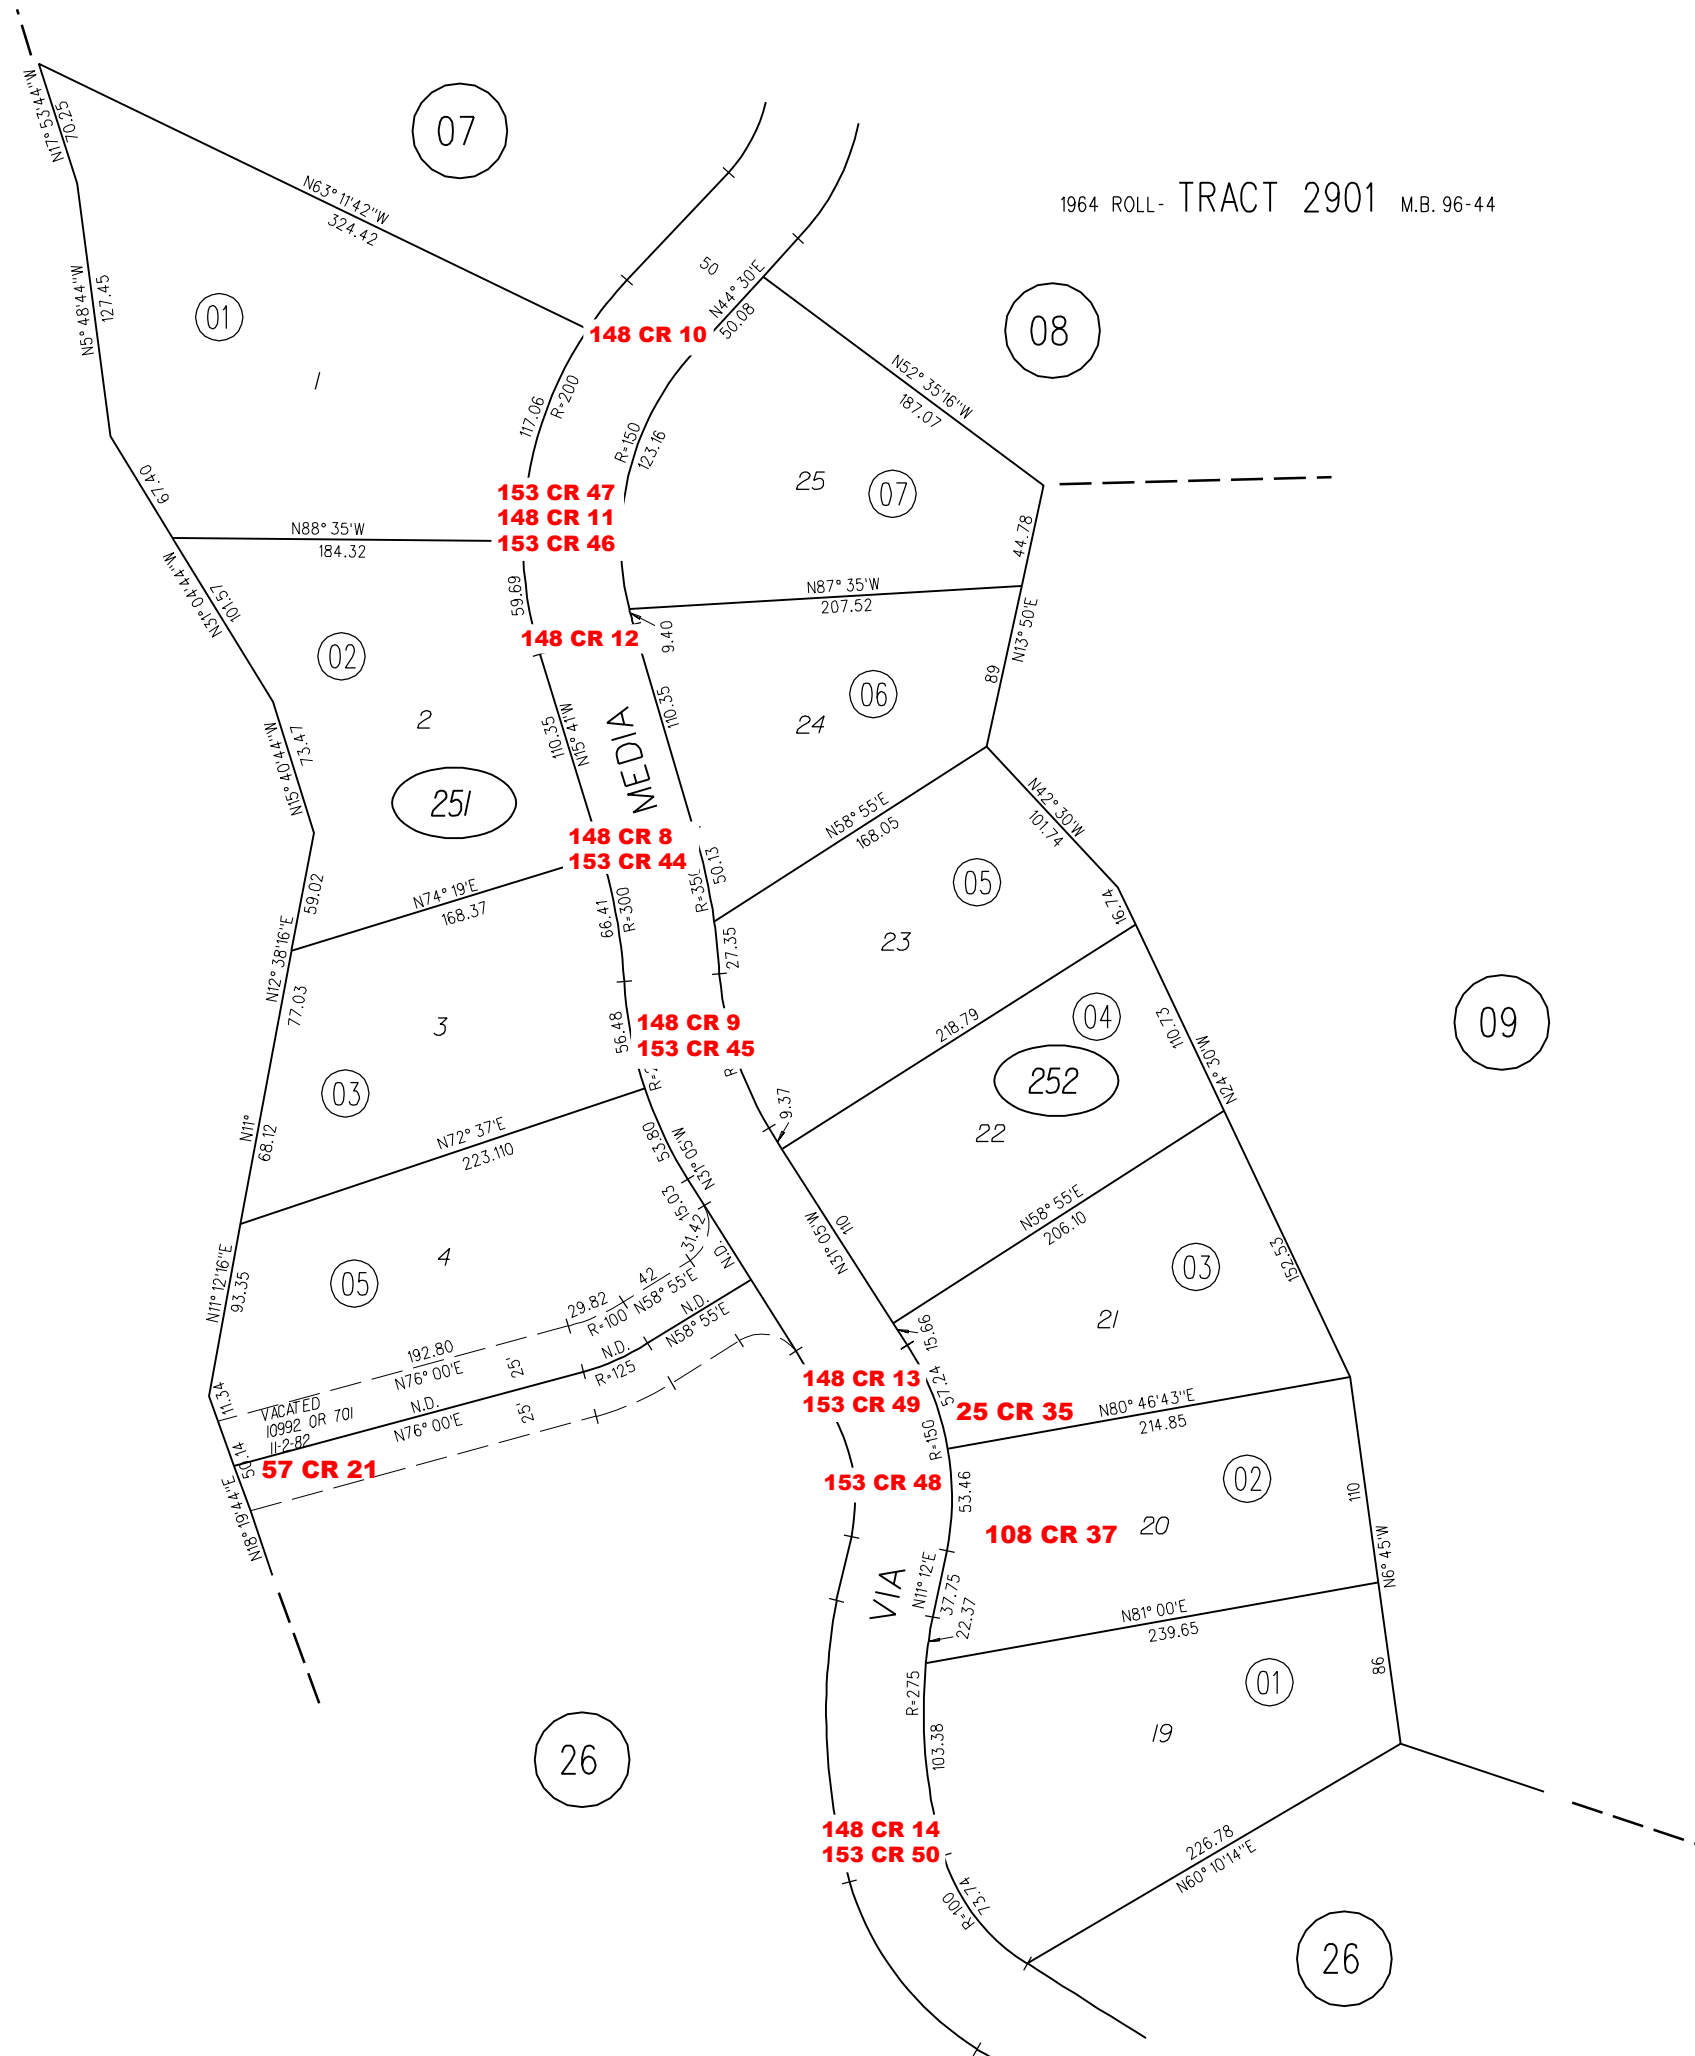 07
1964 ROLL- TRACT 2901 M.B. 96-44
N17° 53'44"W
70.25
N63° 11'42"W
324.42
N5° 48'44"W
127.45
01
1
50
N44° 30'E
50.08
08
148 CR 10
N52° 35'16"W
187.07
117.06
R=200
R=150
123.16
25
07
67.40
153 CR 47
148 CR 11
153 CR 46
N88° 35'W
184.32
44.78
N31° 04'44"W
101.57
59.69
N87° 35'W
207.52
148 CR 12
9.40
N13° 50'E
89
02
2
06
24
110.35
N15° 41'W
MEDIA
110.35
N15° 40'44"W
73.47
251
148 CR 8
153 CR 44
N58° 55'E
168.05
N42° 30'W
101.74
50.13
59.02
N74° 19'E
168.37
66.41
R=300
05
16.74
23
27.35
N12° 38'16"E
77.03
3
56.48
148 CR 9
153 CR 45
218.79
04
110.73
N24° 30'W
09
03
252
9.37
22
N11°
68.12
N72° 37'E
223.110
53.80
N31° 05'W
15.03
31.42
N.D.
N31° 05'W
110
N58° 55'E
206.10
4
05
N11° 12'16"E
93.35
42
N58° 55'E
29.82
R=100
N.D.
N58° 55'E
03
152.53
21
15.66
192.80
N76° 00'E
25'
N.D.
R=125
11.34
VACATED
10992 OR 701
11-2-82
N.D.
N76° 00'E
25'
148 CR 13
153 CR 49
57.24
25 CR 35
N80° 46'43"E
214.85
R=150
50.14
57 CR 21
N18° 19'44"E
153 CR 48
53.46
02
110
108 CR 37
20
VIA
N11° 12'E
37.75
22.37
N6° 45'W
N81° 00'E
239.65
86
R=275
103.38
01
19
26
148 CR 14
153 CR 50
226.78
N60° 10'14"E
R=100
73.74
26